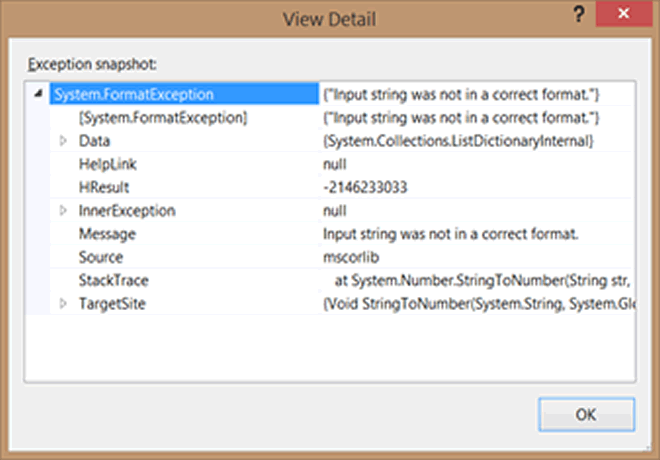 View Detail
?
Exception snapshot:
System.FormatException {"Input string was not in a correct format."}
[System.FormatException] {"Input string was not in a correct format."}
Data {System.Collections.ListDictionaryInternal}
HelpLink null
HResult -2146233033
InnerException null
Message Input string was not in a correct format.
Source mscorlib
StackTrace at System.Number.StringToNumber(String str,
TargetSite {Void StringToNumber(System.String, System.Glo
OK